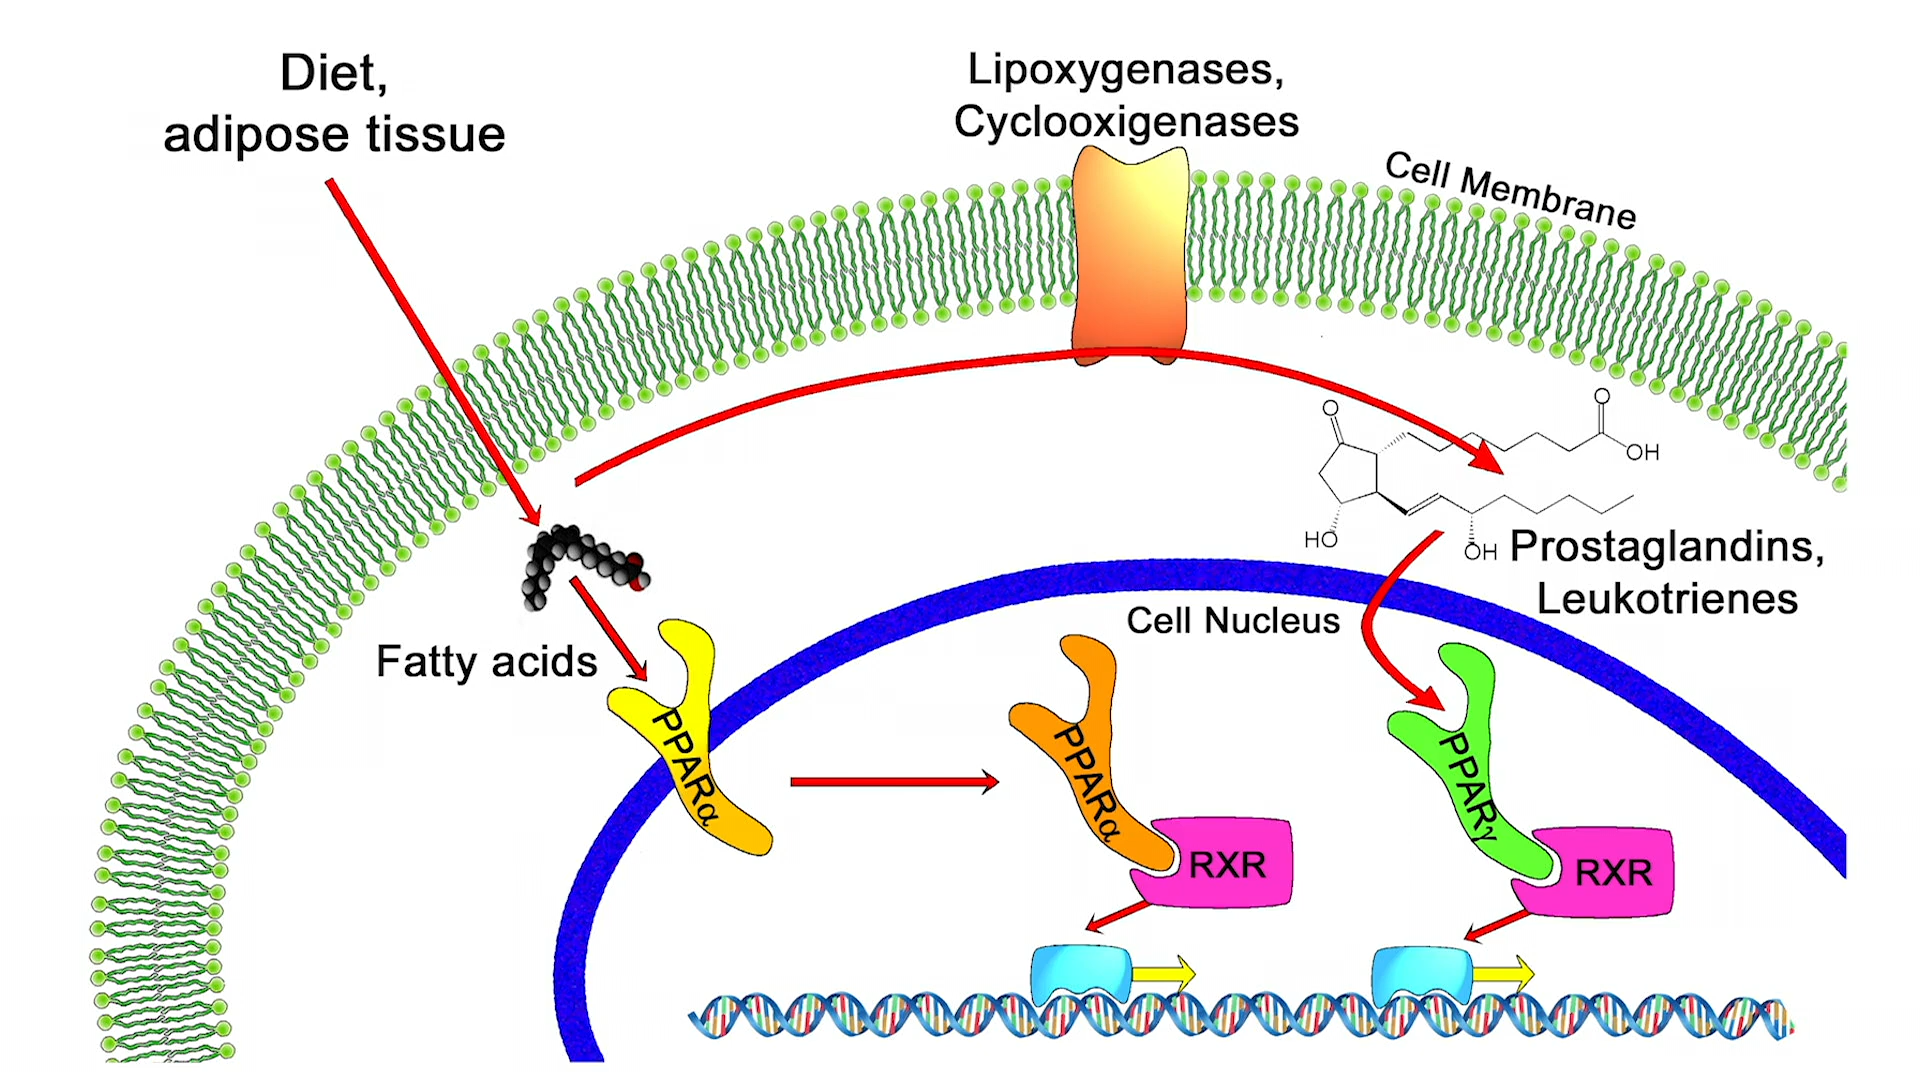 Diet,
adipose tissue
Lipoxygenases,
Cyclooxigenases
Cell Membrane
O
O
OH
HO
OH
Prostaglandins,
Leukotrienes
Cell Nucleus
Fatty acids
PPARα
PPARα
RXR
PPARγ
RXR